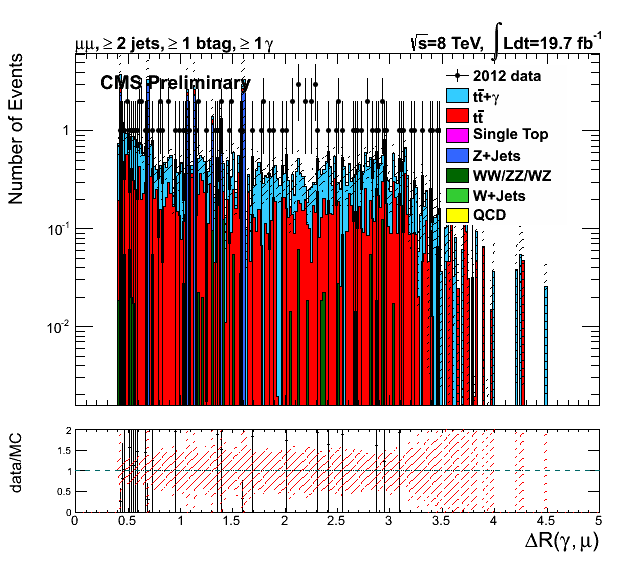 μμ, ≥ 2 jets, ≥ 1 btag, ≥ 1 γ
√s=8 TeV, ∫ Ldt=19.7 fb⁻¹
CMS Preliminary
2012 data
tt̄+γ
tt̄
Single Top
Z+Jets
WW/ZZ/WZ
W+Jets
QCD
Number of Events
1
10⁻¹
10⁻²
data/MC
2
1.5
1
0.5
0
0 0.5 1 1.5 2 2.5 3 3.5 4 4.5 5
ΔR(γ, μ)